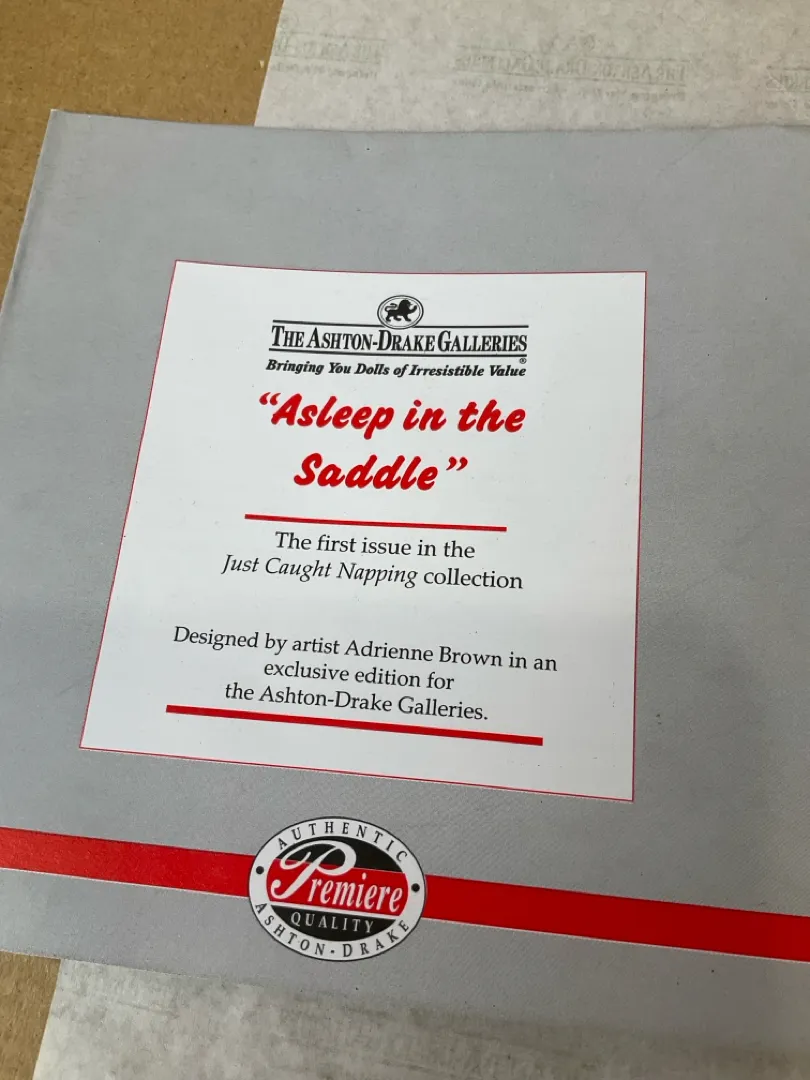 THE ASHTON-DRAKE GALLERIES
®
Bringing You Dolls of Irresistible Value
“Asleep in the
Saddle”
The first issue in the
Just Caught Napping collection
Designed by artist Adrienne Brown in an
exclusive edition for
the Ashton-Drake Galleries.
AUTHENTIC
Premiere
QUALITY
ASHTON-DRAKE